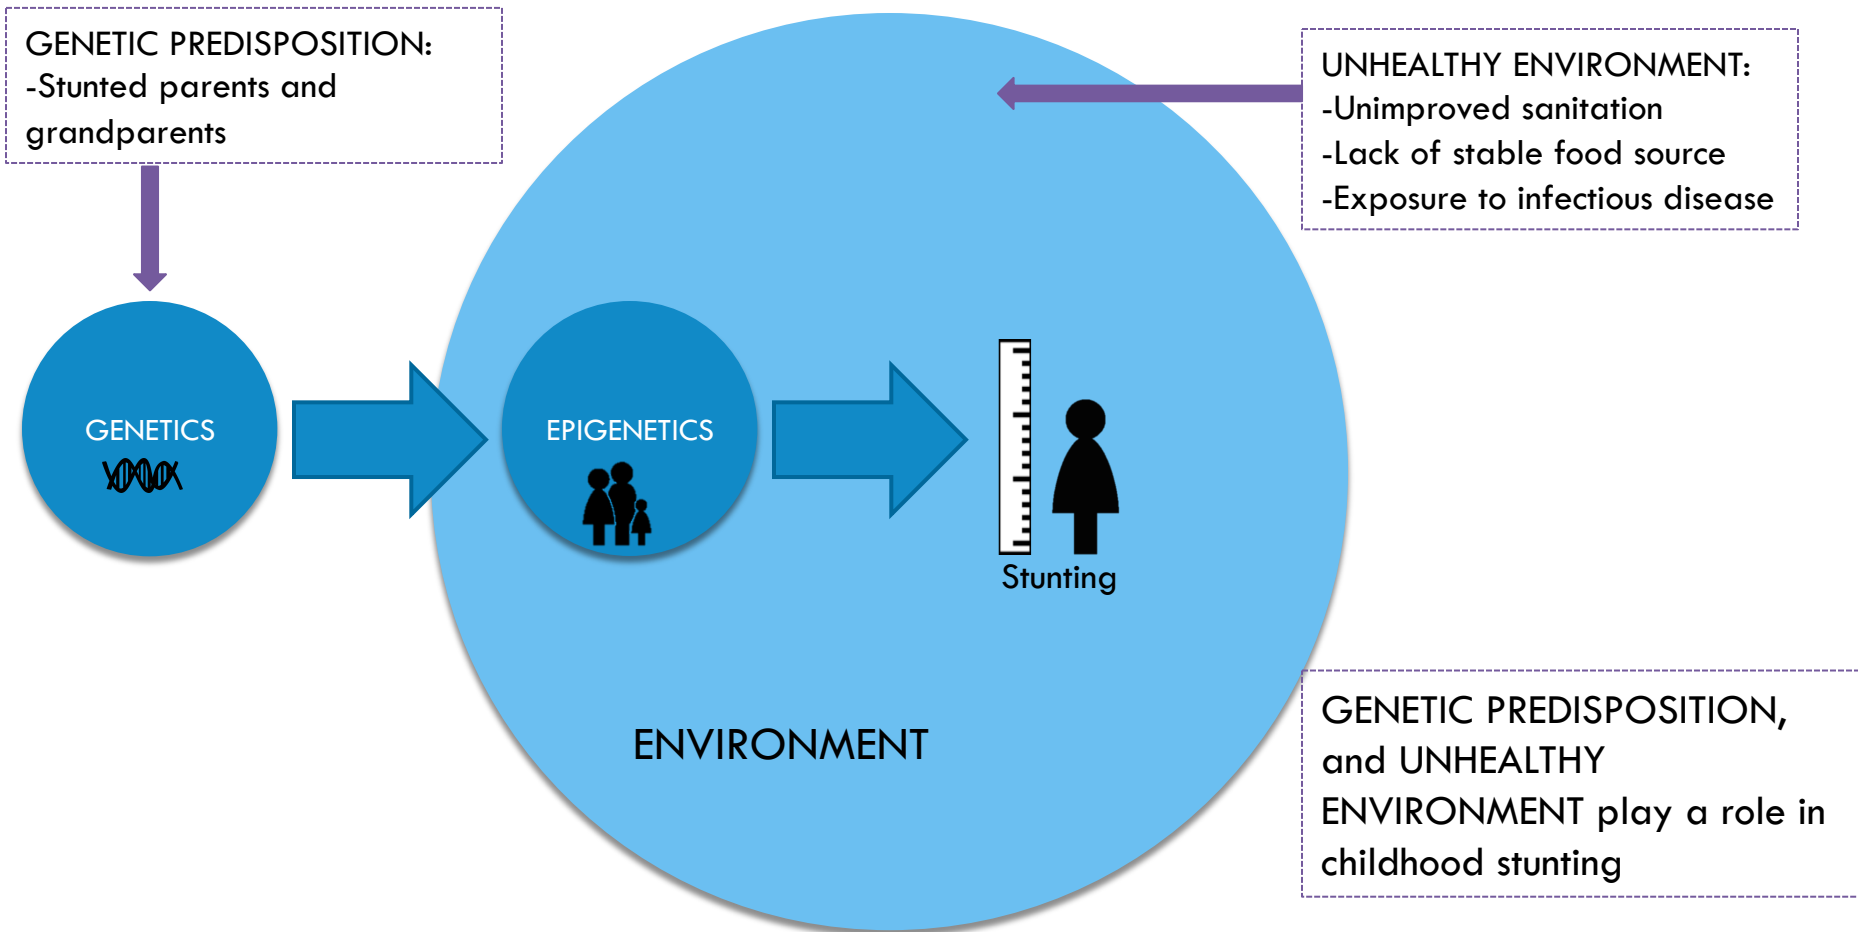 GENETIC PREDISPOSITION:
-Stunted parents and
grandparents
UNHEALTHY ENVIRONMENT:
-Unimproved sanitation
-Lack of stable food source
-Exposure to infectious disease
GENETICS
EPIGENETICS
Stunting
ENVIRONMENT
GENETIC PREDISPOSITION,
and UNHEALTHY
ENVIRONMENT play a role in
childhood stunting